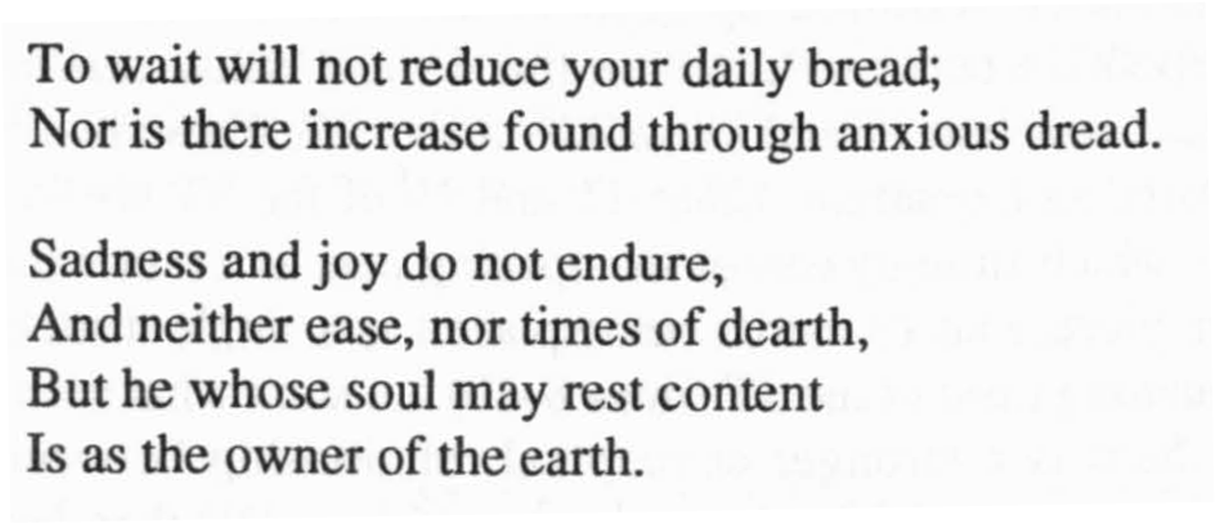 To wait will not reduce your daily bread;
Nor is there increase found through anxious dread.
Sadness and joy do not endure,
And neither ease, nor times of dearth,
But he whose soul may rest content
Is as the owner of the earth.